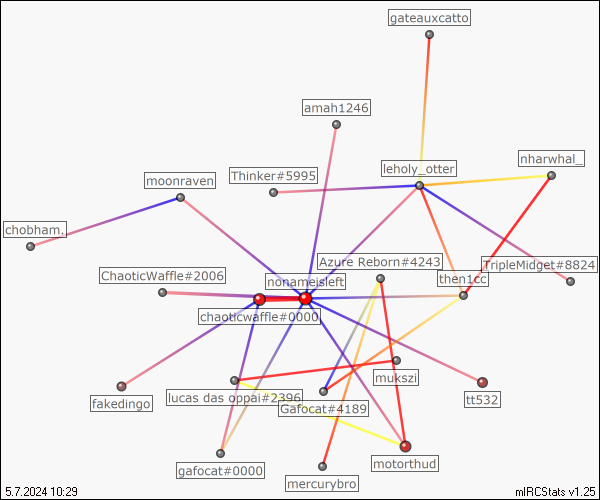 gateauxcatto
amah1246
leholy_otter
nharwhal_
Thinker#5995
moonraven
chobham.
Azure Reborn#4243
TripleMidget#8824
ChaoticWaffle#2006
nonameisleft
then1cc
chaoticwaffle#0000
mukszi
lucas das oppai#2396
tt532
fakedingo
Gafocat#4189
gafocat#0000
motorthud
mercurybro
5.7.2024 10:29
mIRCStats v1.25